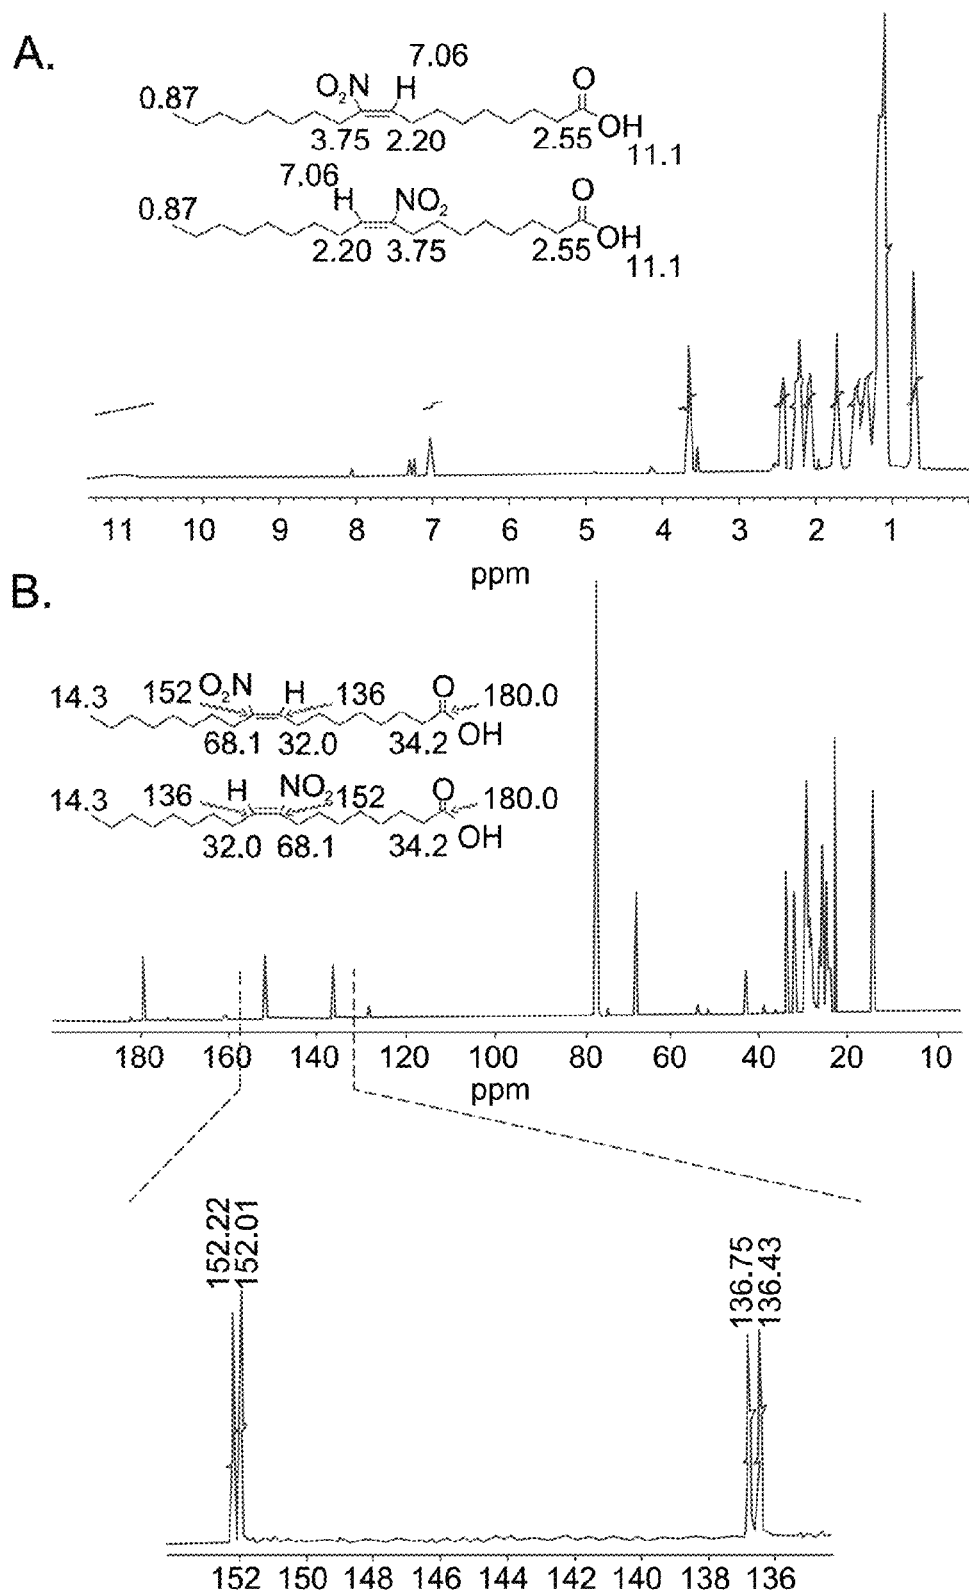 A.
7.06
O2N H O
0.87
OH
3.75 2.20 2.55
11.1
7.06
H NO2 O
0.87
OH
2.20 3.75 2.55
11.1
11 10 9 8 7 6 5 4 3 2 1
ppm
B.
14.3 152 O2N H 136 O 180.0
OH
68.1 32.0 34.2
14.3 136 H NO2 152 O 180.0
OH
32.0 68.1 34.2
180 160 140 120 100 80 60 40 20 10
ppm
152.22
152.01
136.75
136.43
152 150 148 146 144 142 140 138 136